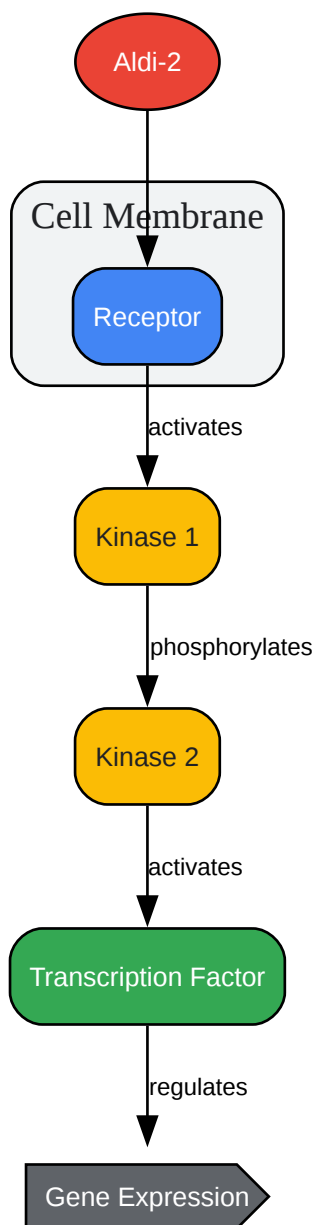 Aldi-2
Cell Membrane
Receptor
activates
Kinase 1
phosphorylates
Kinase 2
activates
Transcription Factor
regulates
Gene Expression